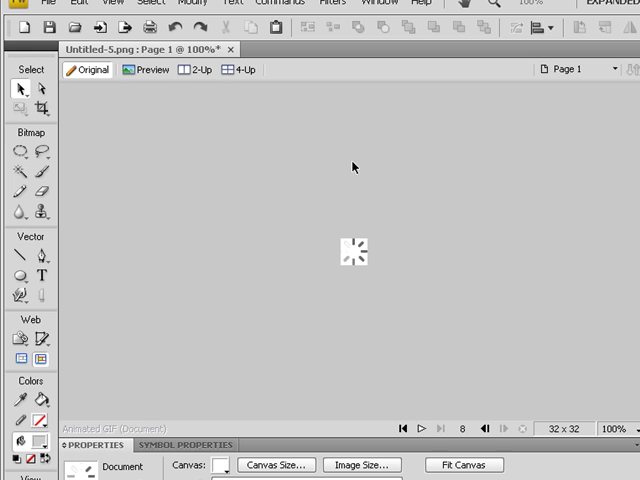 File Edit View Select Modify Text Commands Filters Window Help 100% EXPANDED
Untitled-5.png : Page 1 @ 100%* ×
Original Preview 2-Up 4-Up Page 1
Select
Bitmap
Vector
T
Web
Colors
View
Animated GIF (Document) 8 32 x 32 100%
PROPERTIES SYMBOL PROPERTIES
Document Canvas: Canvas Size... Image Size... Fit Canvas